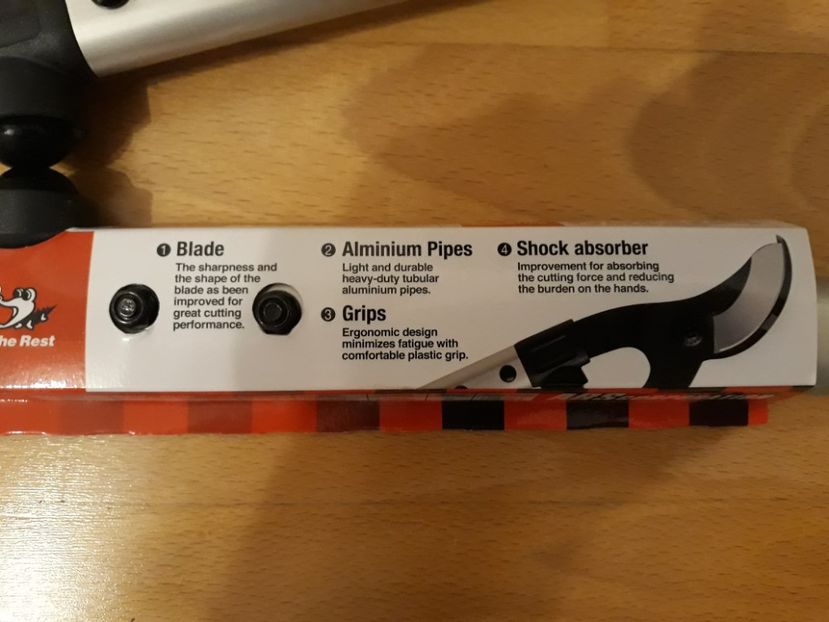 he Rest
❶ Blade
The sharpness and
the shape of the
blade as been
improved for
great cutting
performance.
❷ Alminium Pipes
Light and durable
heavy-duty tubular
aluminium pipes.
❸ Grips
Ergonomic design
minimizes fatigue with
comfortable plastic grip.
❹ Shock absorber
Improvement for absorbing
the cutting force and reducing
the burden on the hands.